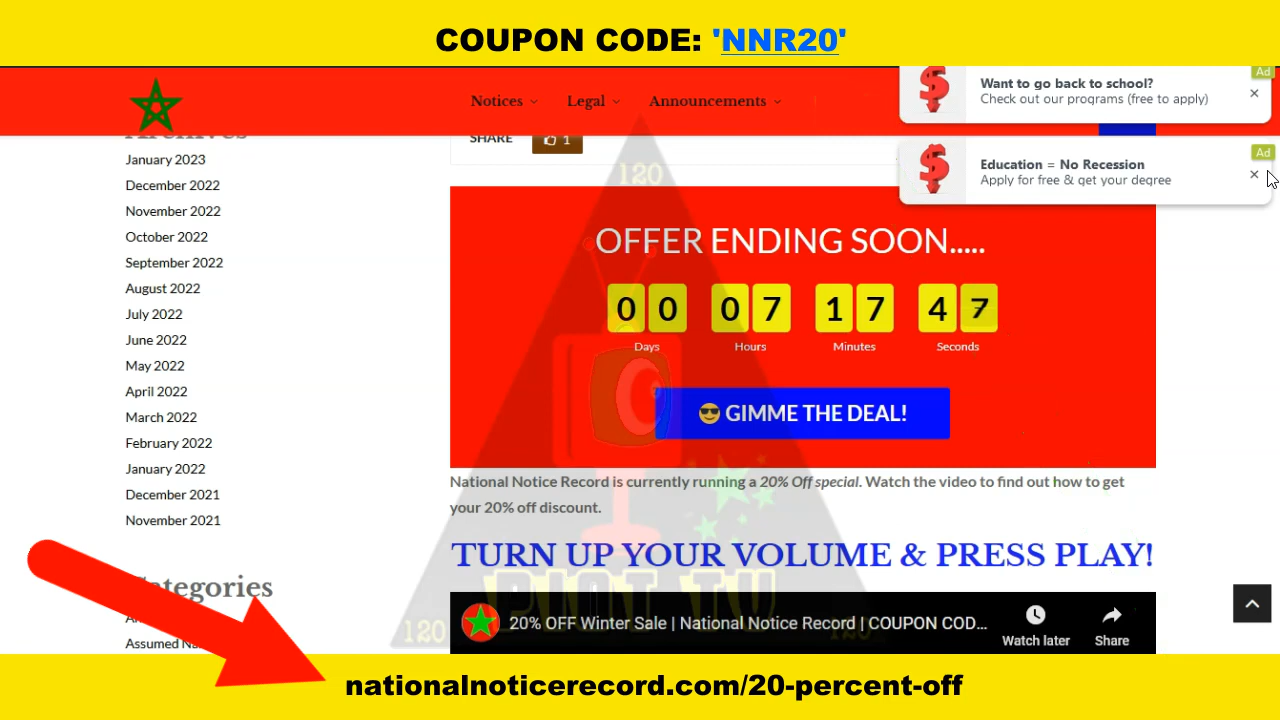 COUPON CODE: 'NNR20'
Notices
Legal
Announcements
Ad
Want to go back to school?
Check out our programs (free to apply)
Ad
Education = No Recession
Apply for free & get your degree
Archives
January 2023
December 2022
November 2022
October 2022
September 2022
August 2022
July 2022
June 2022
May 2022
April 2022
March 2022
February 2022
January 2022
December 2021
November 2021
Categories
SHARE
1
120
OFFER ENDING SOON.....
00 07 17 47
Days Hours Minutes Seconds
😎 GIMME THE DEAL!
National Notice Record is currently running a 20% Off special. Watch the video to find out how to get
your 20% off discount.
TURN UP YOUR VOLUME & PRESS PLAY!
PIOT TV
120
120
20% OFF Winter Sale | National Notice Record | COUPON COD...
Watch later
Share
nationalnoticerecord.com/20-percent-off